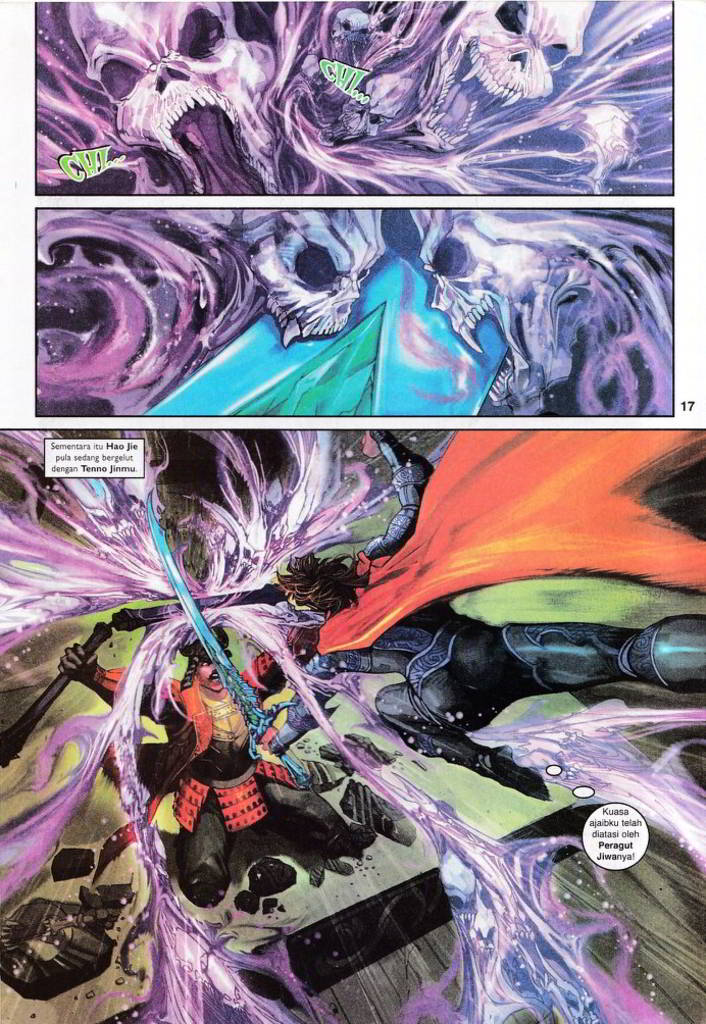 CHI...
CHI...
17
Sementara itu Hao Jie
pula sedang bergelut
dengan Tenno Jinmu.
Kuasa
ajaibku telah
diatasi oleh
Peragut
Jiwanya!